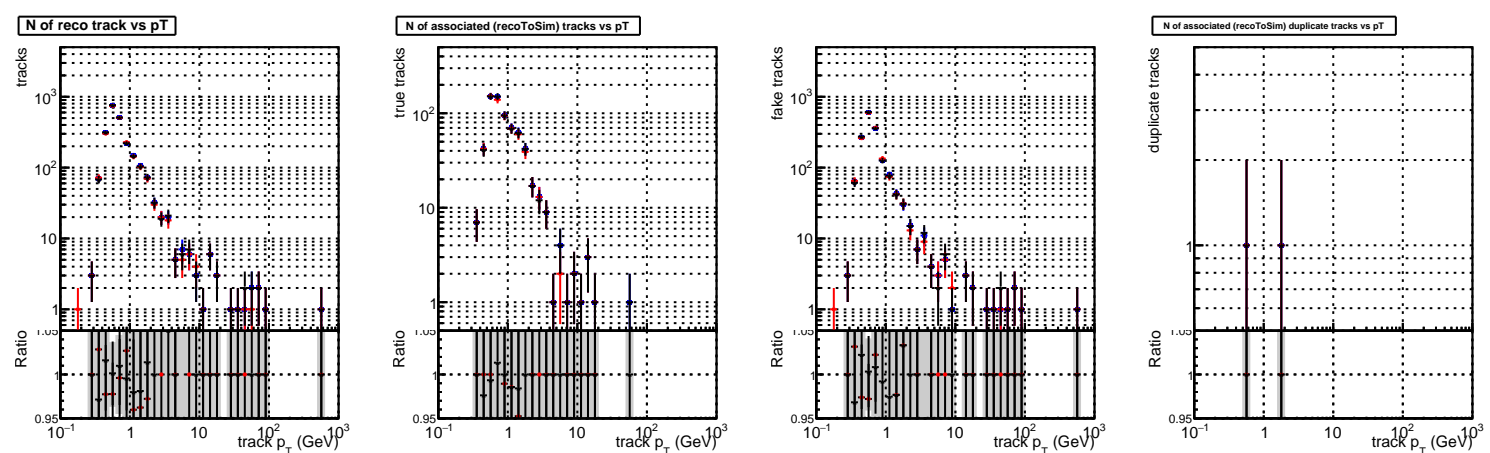 N of reco track vs pT
tracks
10³
10²
10
1
Ratio
1.05
1
0.95
10⁻¹ 1 10 10² 10³
track p_T (GeV)
N of associated (recoToSim) tracks vs pT
true tracks
10²
10
1
Ratio
1.05
1
0.95
10⁻¹ 1 10 10² 10³
track p_T (GeV)
fake tracks
10³
10²
10
1
Ratio
1.05
1
0.95
10⁻¹ 1 10 10² 10³
track p_T (GeV)
N of associated (recoToSim) duplicate tracks vs pT
duplicate tracks
1
Ratio
1.05
1
0.95
10⁻¹ 1 10 10² 10³
track p_T (GeV)